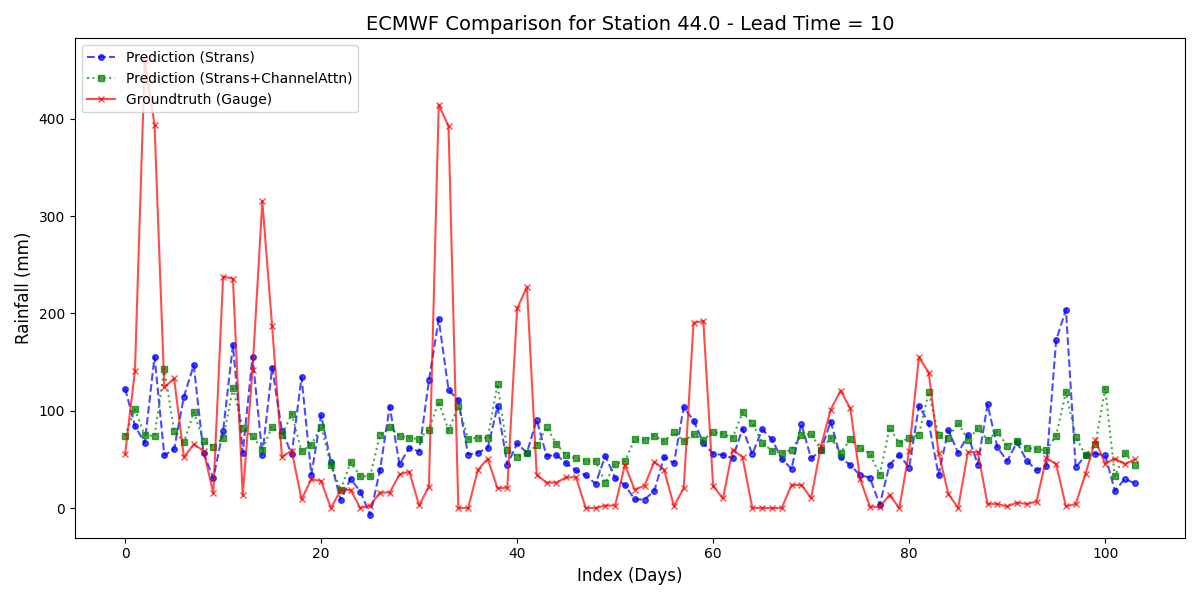 ECMWF Comparison for Station 44.0 - Lead Time = 10
Prediction (Strans)
Prediction (Strans+ChannelAttn)
Groundtruth (Gauge)
Rainfall (mm)
400
300
200
100
0
0 20 40 60 80 100
Index (Days)